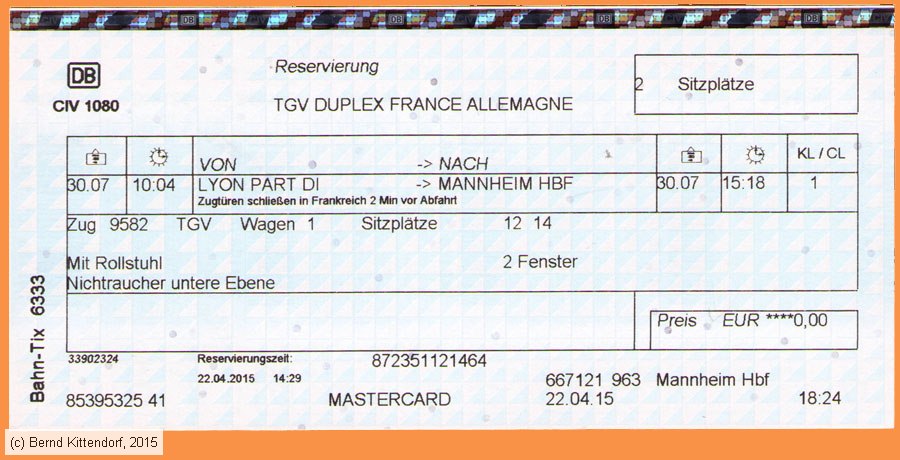 DB
CIV 1080
Reservierung
TGV DUPLEX FRANCE ALLEMAGNE
2 Sitzplätze
VON -> NACH KL / CL
30.07 10:04 LYON PART DI -> MANNHEIM HBF 30.07 15:18 1
Zugtüren schließen in Frankreich 2 Min vor Abfahrt
Zug 9582 TGV Wagen 1 Sitzplätze 12 14
Mit Rollstuhl 2 Fenster
Nichtraucher untere Ebene
Preis EUR ****0,00
Bahn-Tix 6333
33902324 Reservierungszeit: 872351121464
22.04.2015 14:29
667121 963 Mannheim Hbf
85395325 41 MASTERCARD 22.04.15 18:24
(c) Bernd Kittendorf, 2015